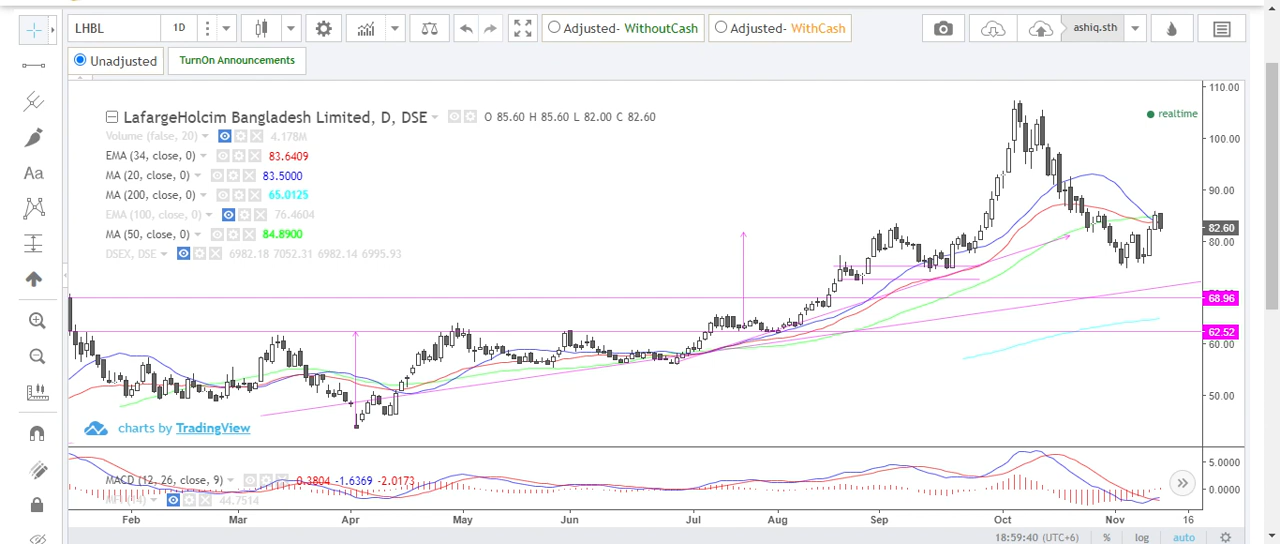 LHBL 1D Adjusted- WithoutCash Adjusted- WithCash ashiq.sth
Unadjusted TurnOn Announcements
LafargeHolcim Bangladesh Limited, D, DSE O 85.60 H 85.60 L 82.00 C 82.60
realtime
Volume (false, 20) 4.178M
EMA (34, close, 0) 83.6409
MA (20, close, 0) 83.5000
MA (200, close, 0) 65.0125
EMA (100, close, 0) 76.4604
MA (50, close, 0) 84.8900
DSEX, DSE 6982.18 7052.31 6982.14 6995.93
110.00
100.00
90.00
82.60
80.00
68.96
62.52
60.00
50.00
Aa
charts by TradingView
MACD (12, 26, close, 9) 0.3804 -1.6369 -2.0173
44.7514
5.0000
0.0000
Feb Mar Apr May Jun Jul Aug Sep Oct Nov 16
18:59:40 (UTC+6) % log auto